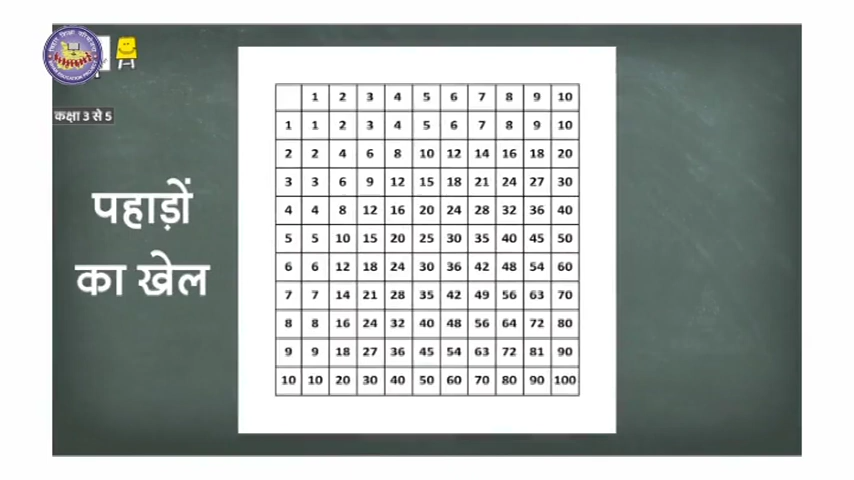 कक्षा 3 से 5
पहाड़ों
का खेल
1 2 3 4 5 6 7 8 9 10
1 1 2 3 4 5 6 7 8 9 10
2 2 4 6 8 10 12 14 16 18 20
3 3 6 9 12 15 18 21 24 27 30
4 4 8 12 16 20 24 28 32 36 40
5 5 10 15 20 25 30 35 40 45 50
6 6 12 18 24 30 36 42 48 54 60
7 7 14 21 28 35 42 49 56 63 70
8 8 16 24 32 40 48 56 64 72 80
9 9 18 27 36 45 54 63 72 81 90
10 10 20 30 40 50 60 70 80 90 100